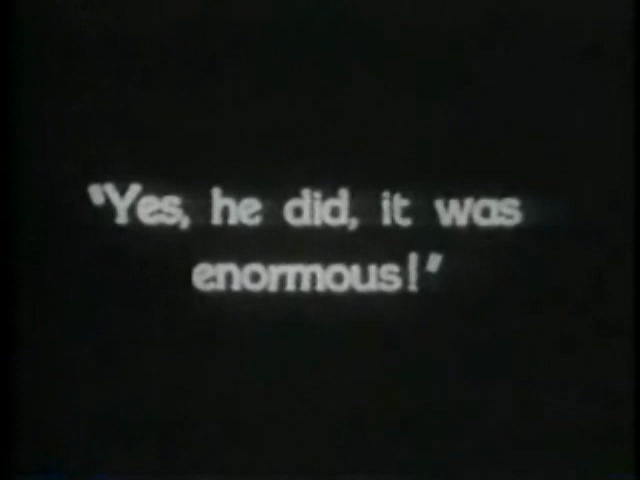 "Yes, he did, it was
enormous!"